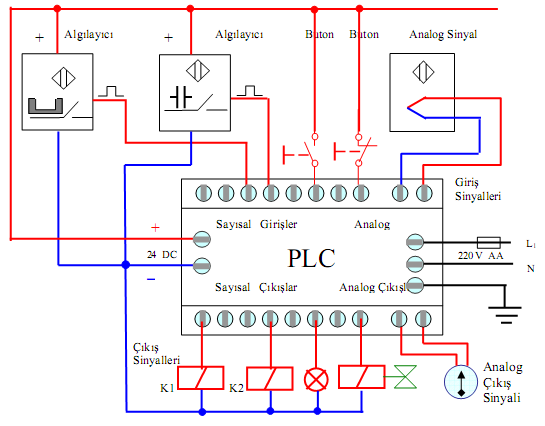 Algılayıcı
Algılayıcı
Buton
Buton
Analog Sinyal
+
+
Giriş
Sinyalleri
Sayısal Girişler
Analog
+
24 DC
−
PLC
L1
220 V AA
N
Sayısal Çıkışlar
Analog Çıkışl
Çıkış
Sinyalleri
K1
K2
Analog
Çıkış
Sinyali